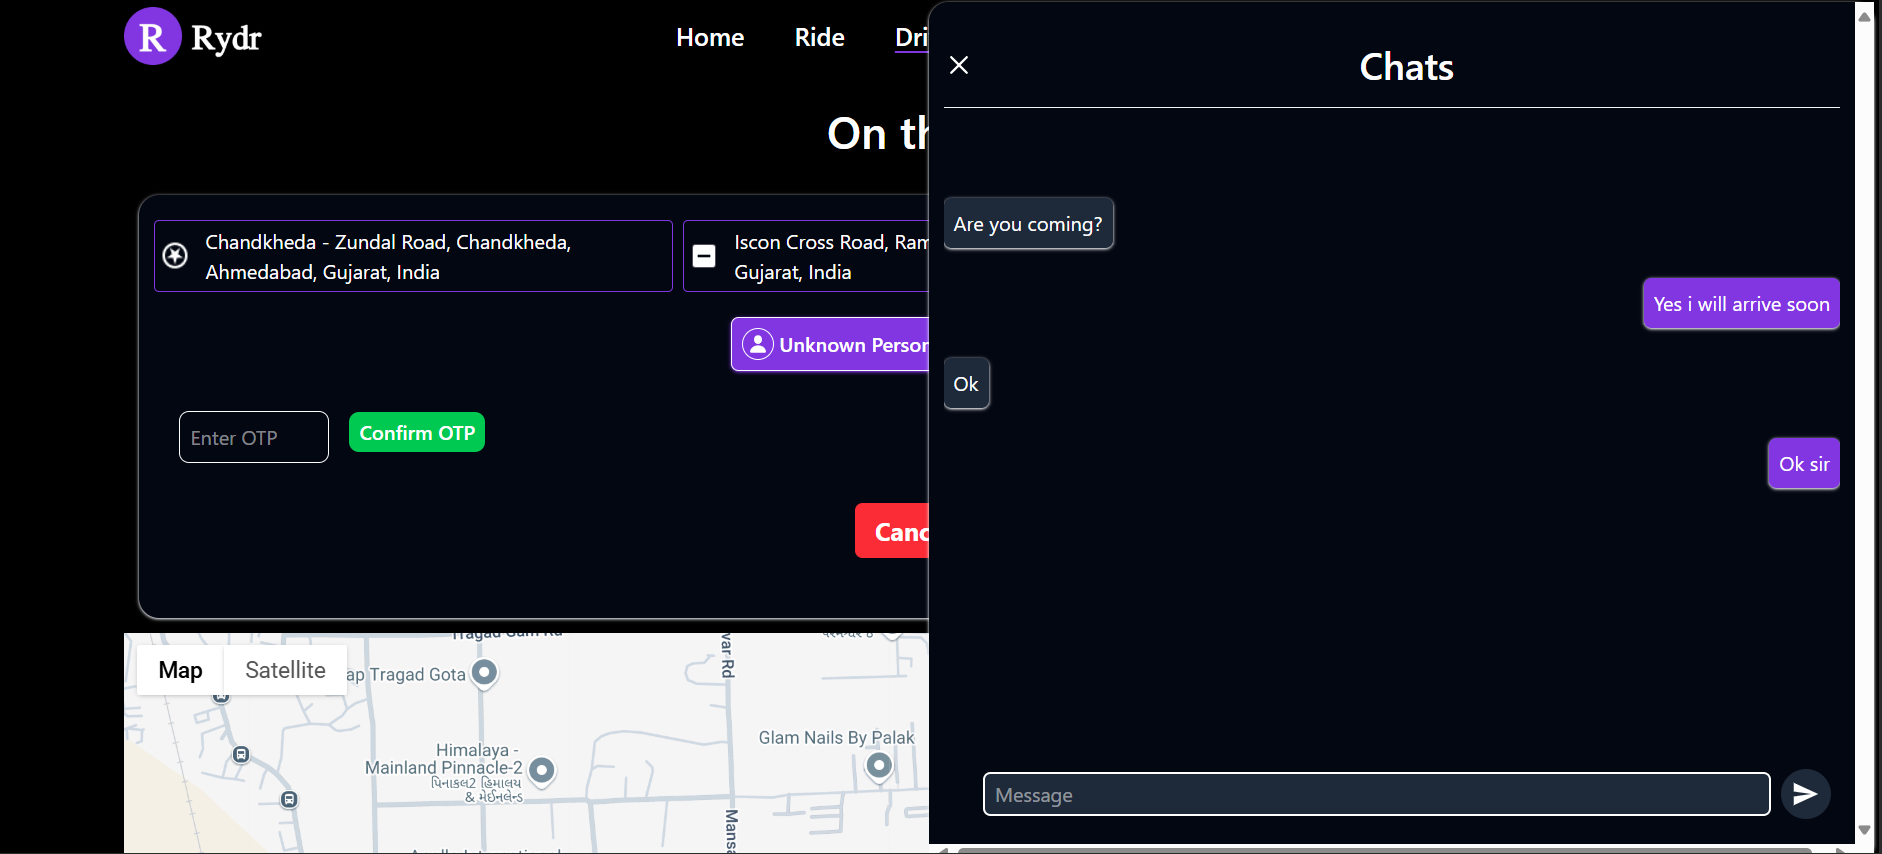 R Rydr
Home Ride Dri
On th
Chandkheda - Zundal Road, Chandkheda,
Ahmedabad, Gujarat, India
Iscon Cross Road, Ram
Gujarat, India
Unknown Person
Enter OTP
Confirm OTP
Canc
Chats
Are you coming?
Yes i will arrive soon
Ok
Ok sir
Message
Map Satellite
ap Tragad Gota
var Rd
Himalaya -
Mainland Pinnacle-2
પિનાકલ2 હિમાલય
& મેઈનલેન્ડ
Glam Nails By Palak
Mansa